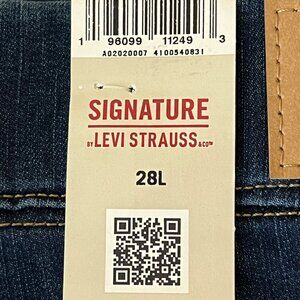 1 96099 11249 3
A02020007 4100540831
SIGNATURE
BY LEVI STRAUSS & CO™
28L